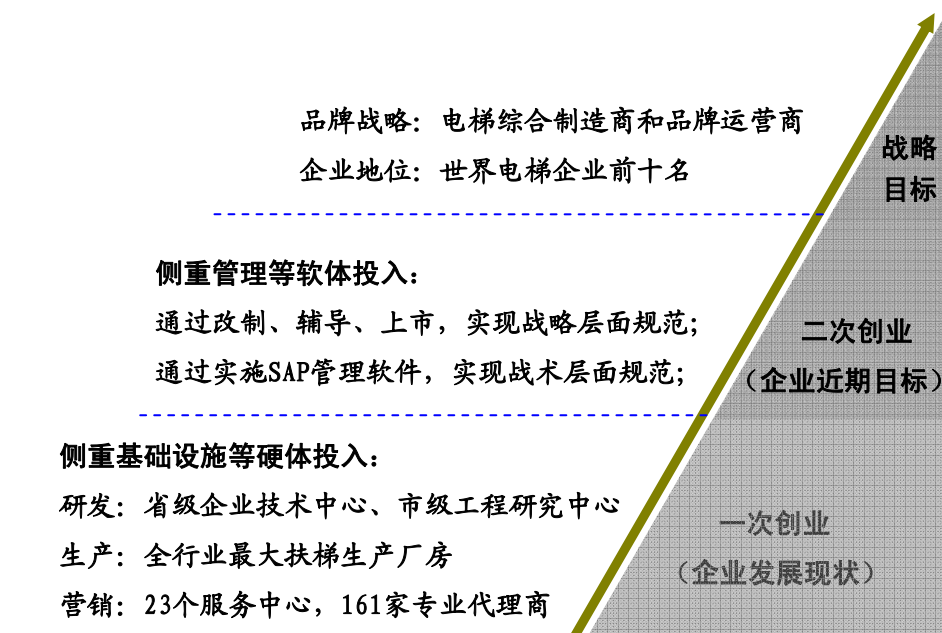 品牌战略：电梯综合制造商和品牌运营商
企业地位：世界电梯企业前十名
战略
目标
侧重管理等软体投入：
通过改制、辅导、上市，实现战略层面规范；
通过实施SAP管理软件，实现战术层面规范；
二次创业
（企业近期目标）
侧重基础设施等硬体投入：
研发：省级企业技术中心、市级工程研究中心
生产：全行业最大扶梯生产厂房
营销：23个服务中心，161家专业代理商
一次创业
（企业发展现状）